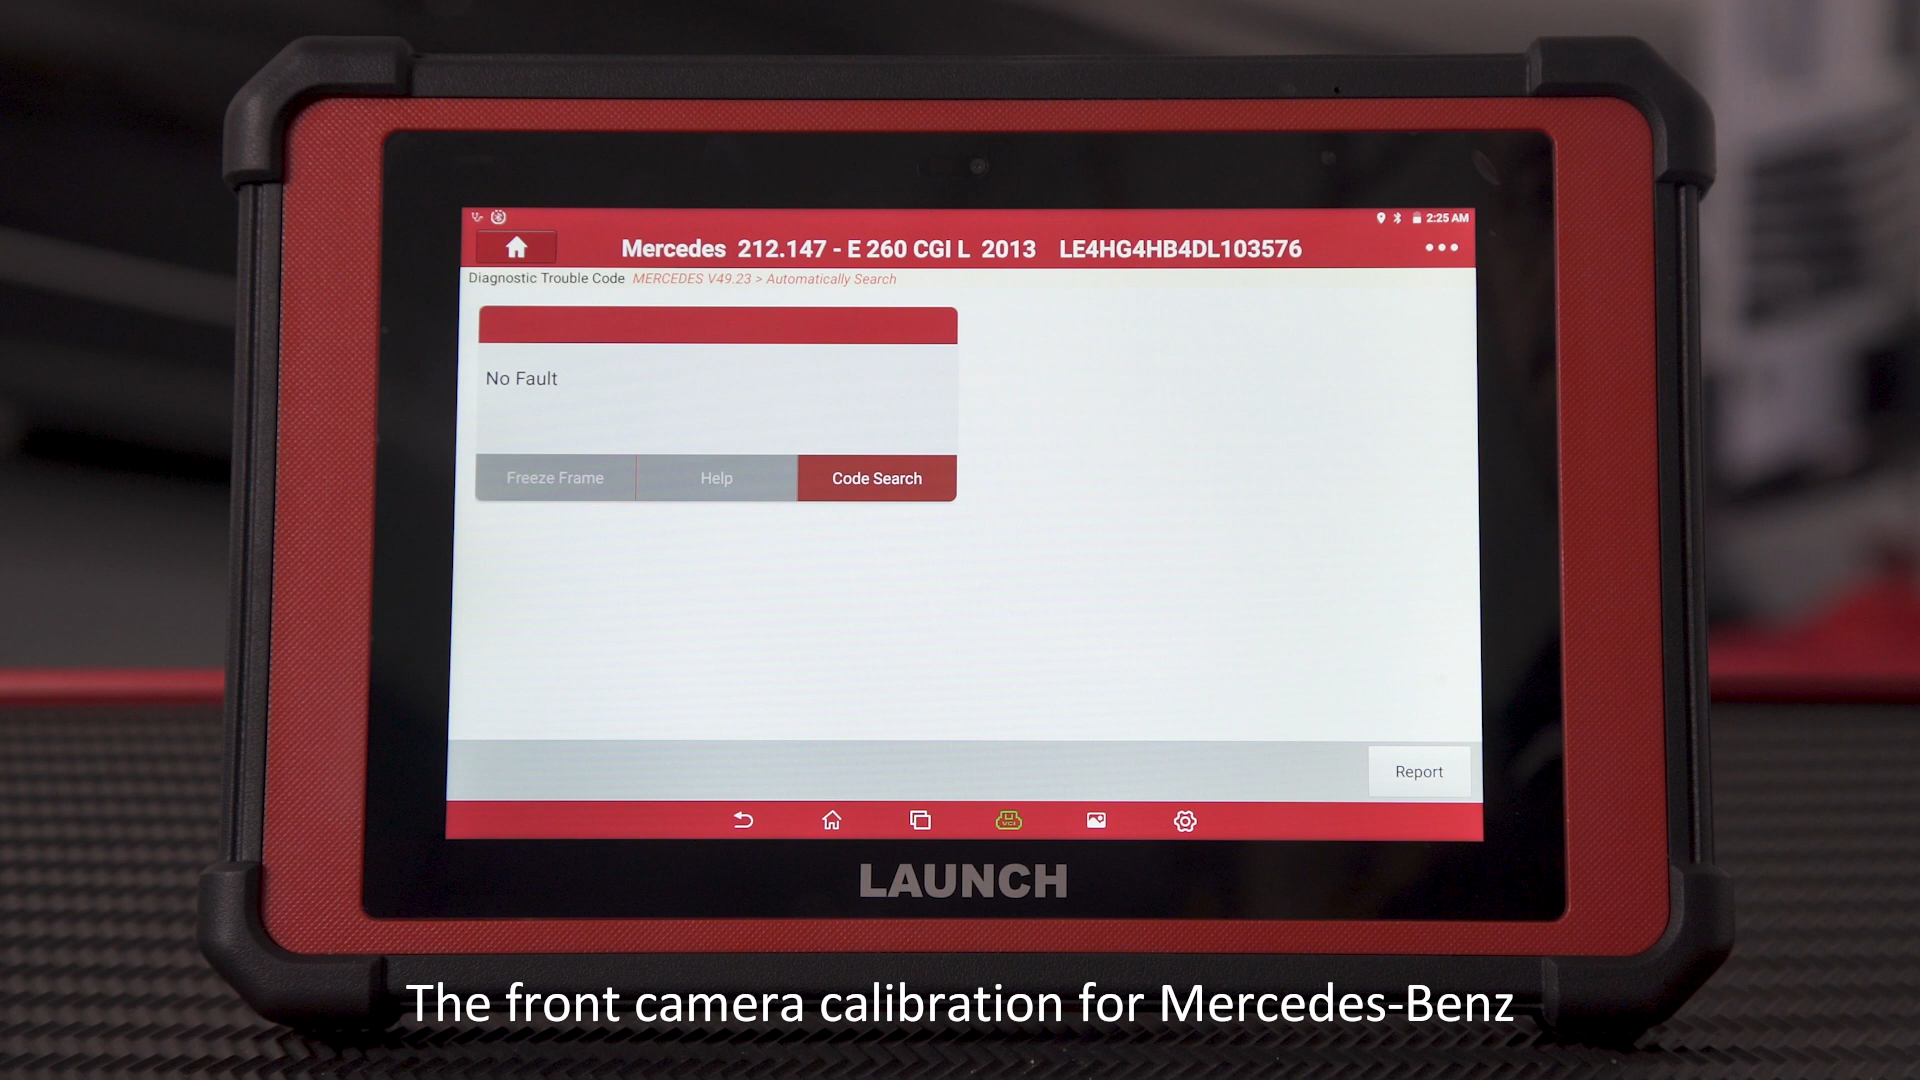 2:25 AM
Mercedes 212.147 - E 260 CGI L 2013 LE4HG4HB4DL103576
Diagnostic Trouble Code MERCEDES V49.23 > Automatically Search
No Fault
Freeze Frame Help Code Search
Report
VCI
LAUNCH
The front camera calibration for Mercedes-Benz